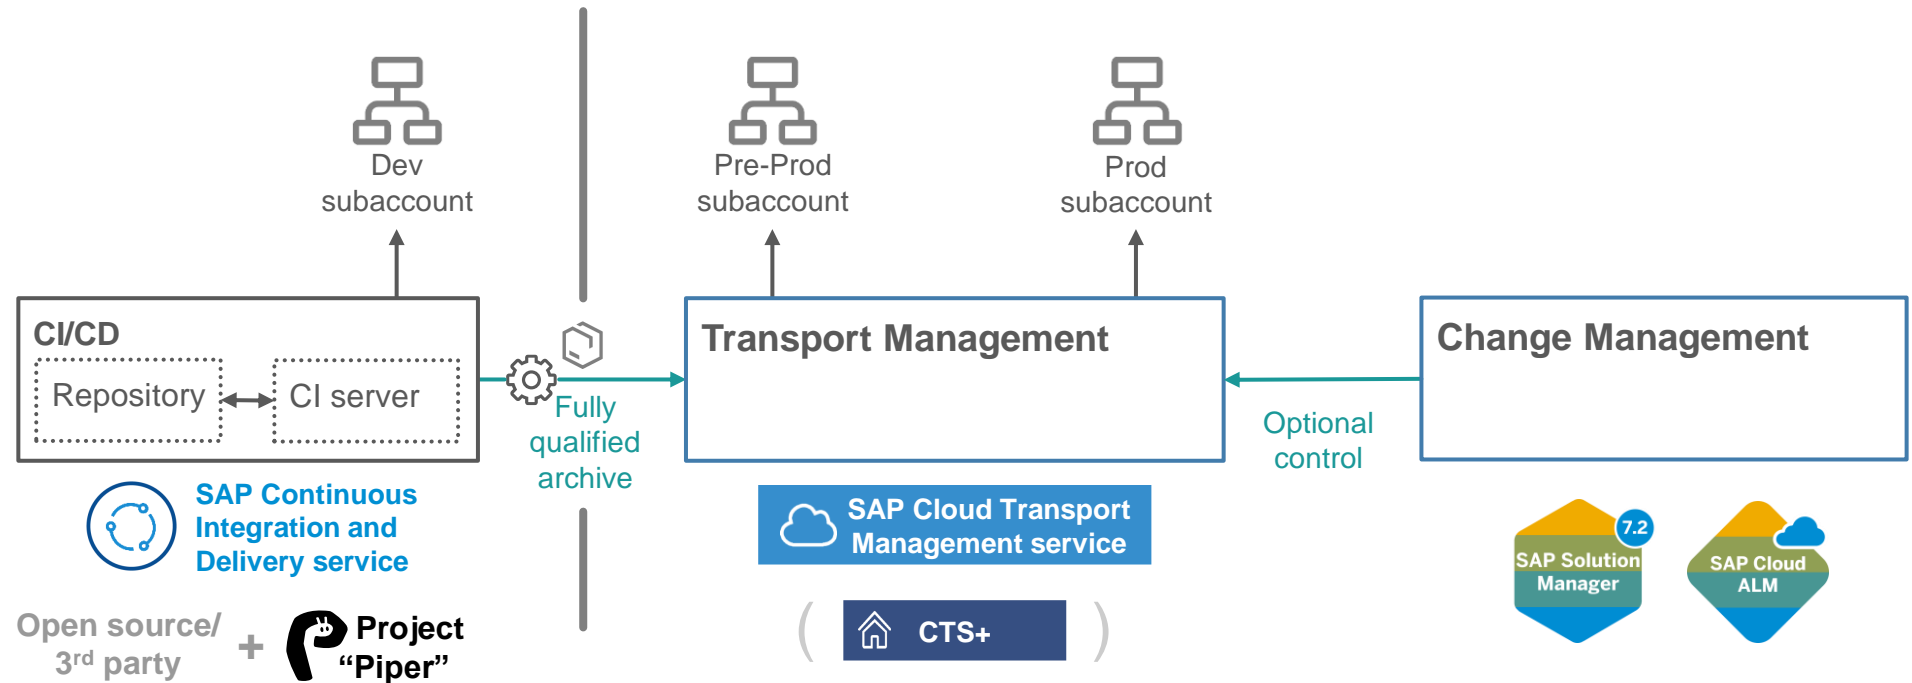 Dev
subaccount
Pre-Prod
subaccount
Prod
subaccount
CI/CD
Repository
CI server
Fully
qualified
archive
Transport Management
Optional
control
Change Management
SAP Continuous
Integration and
Delivery service
Open source/
3rd party
+
Project
“Piper”
SAP Cloud Transport
Management service
( CTS+ )
7.2
SAP Solution
Manager
SAP Cloud
ALM